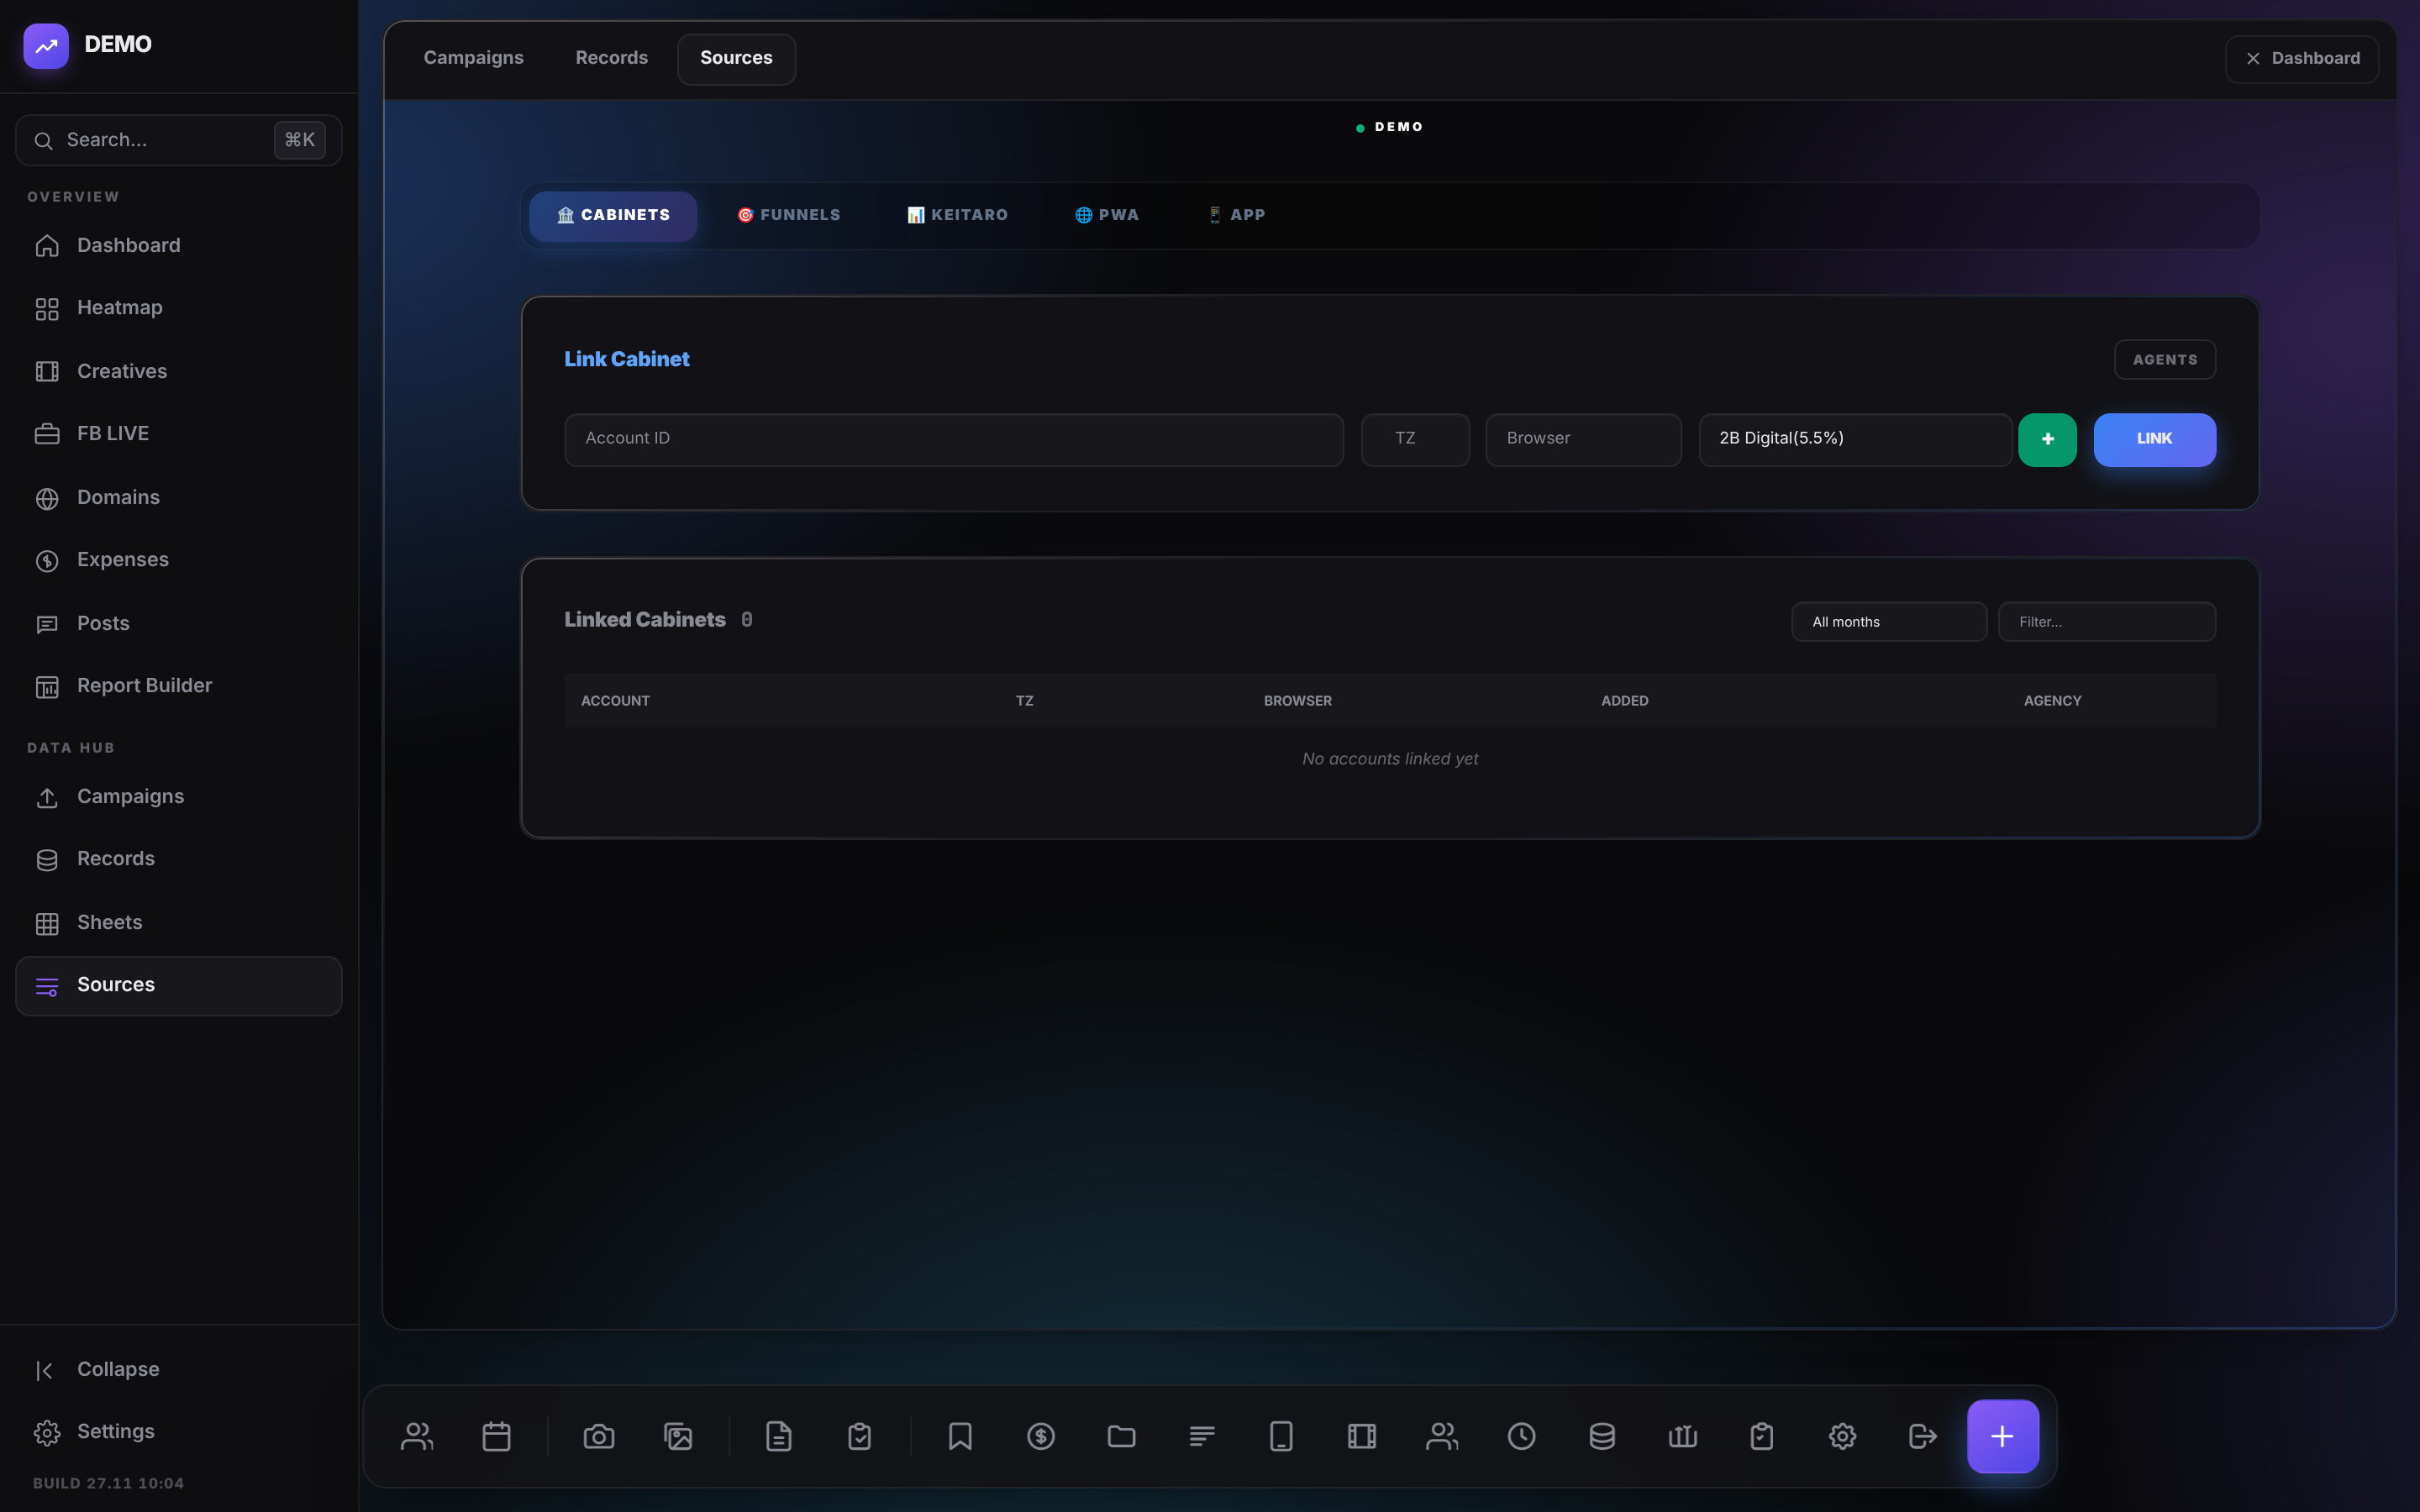 DEMO
Search...
⌘K
OVERVIEW
Dashboard
Heatmap
Creatives
FB LIVE
Domains
Expenses
Posts
Report Builder
DATA HUB
Campaigns
Records
Sheets
Sources
Collapse
Settings
BUILD 27.11 10:04
Campaigns Records Sources
Dashboard
DEMO
CABINETS FUNNELS KEITARO PWA APP
Link Cabinet
AGENTS
Account ID TZ Browser 2B Digital(5.5%) + LINK
Linked Cabinets 0
All months Filter...
ACCOUNT TZ BROWSER ADDED AGENCY
No accounts linked yet